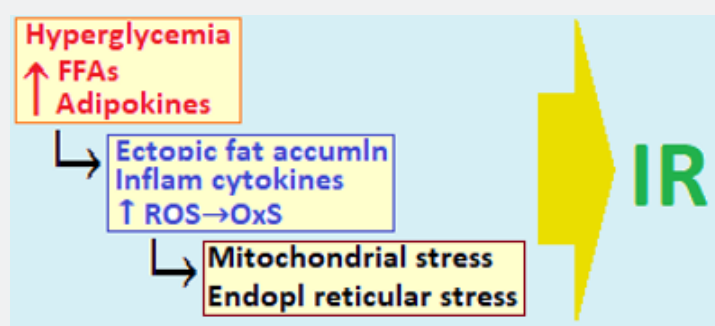 Hyperglycemia
↑ FFAs
Adipokines
Ectopic fat accumln
Inflam cytokines
↑ ROS→OxS
Mitochondrial stress
Endopl reticular stress
IR